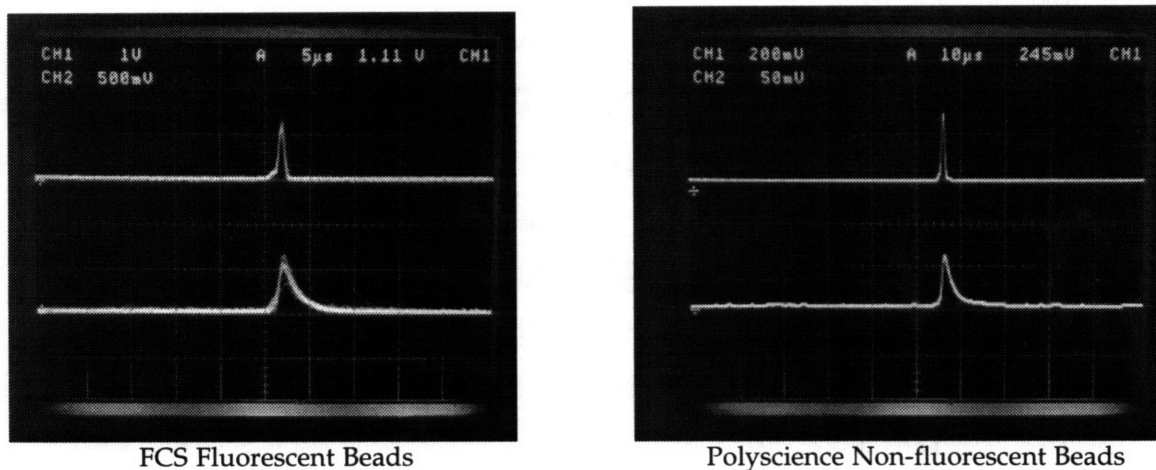 CH1 1V A 5µs 1.11 V CH1
CH2 500mV
CH1 200mV A 10µs 245mV CH1
CH2 50mV
FCS Fluorescent Beads
Polyscience Non-fluorescent Beads